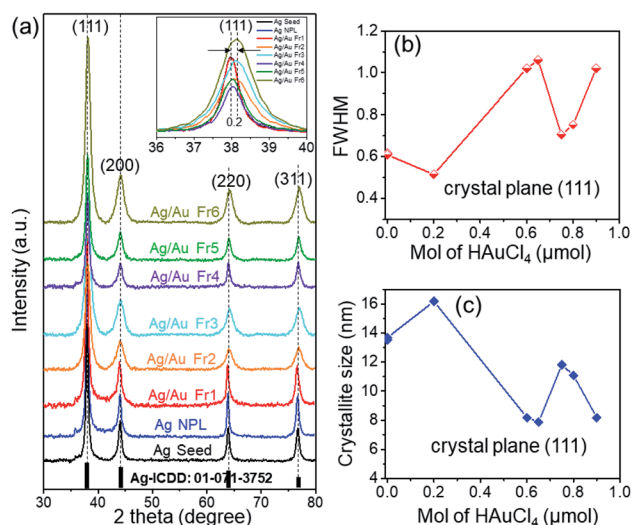 (a)
(111)
(200)
(220)
(311)
Ag/Au Fr6
Ag/Au Fr5
Ag/Au Fr4
Ag/Au Fr3
Ag/Au Fr2
Ag/Au Fr1
Ag NPL
Ag Seed
Ag-ICDD: 01-071-3752
30 40 50 60 70 80
2 theta (degree)
Intensity (a.u.)
(111)
Ag Seed
Ag NPL
Ag/Au Fr1
Ag/Au Fr2
Ag/Au Fr3
Ag/Au Fr4
Ag/Au Fr5
Ag/Au Fr6
0.2
36 37 38 39 40
(b)
1.2
1.0
0.8
0.6
0.4
FWHM
crystal plane (111)
0.0 0.2 0.4 0.6 0.8 1.0
Mol of HAuCl₄ (μmol)
(c)
16
14
12
10
8
6
4
Crystallite size (nm)
crystal plane (111)
0.0 0.2 0.4 0.6 0.8 1.0
Mol of HAuCl₄ (μmol)